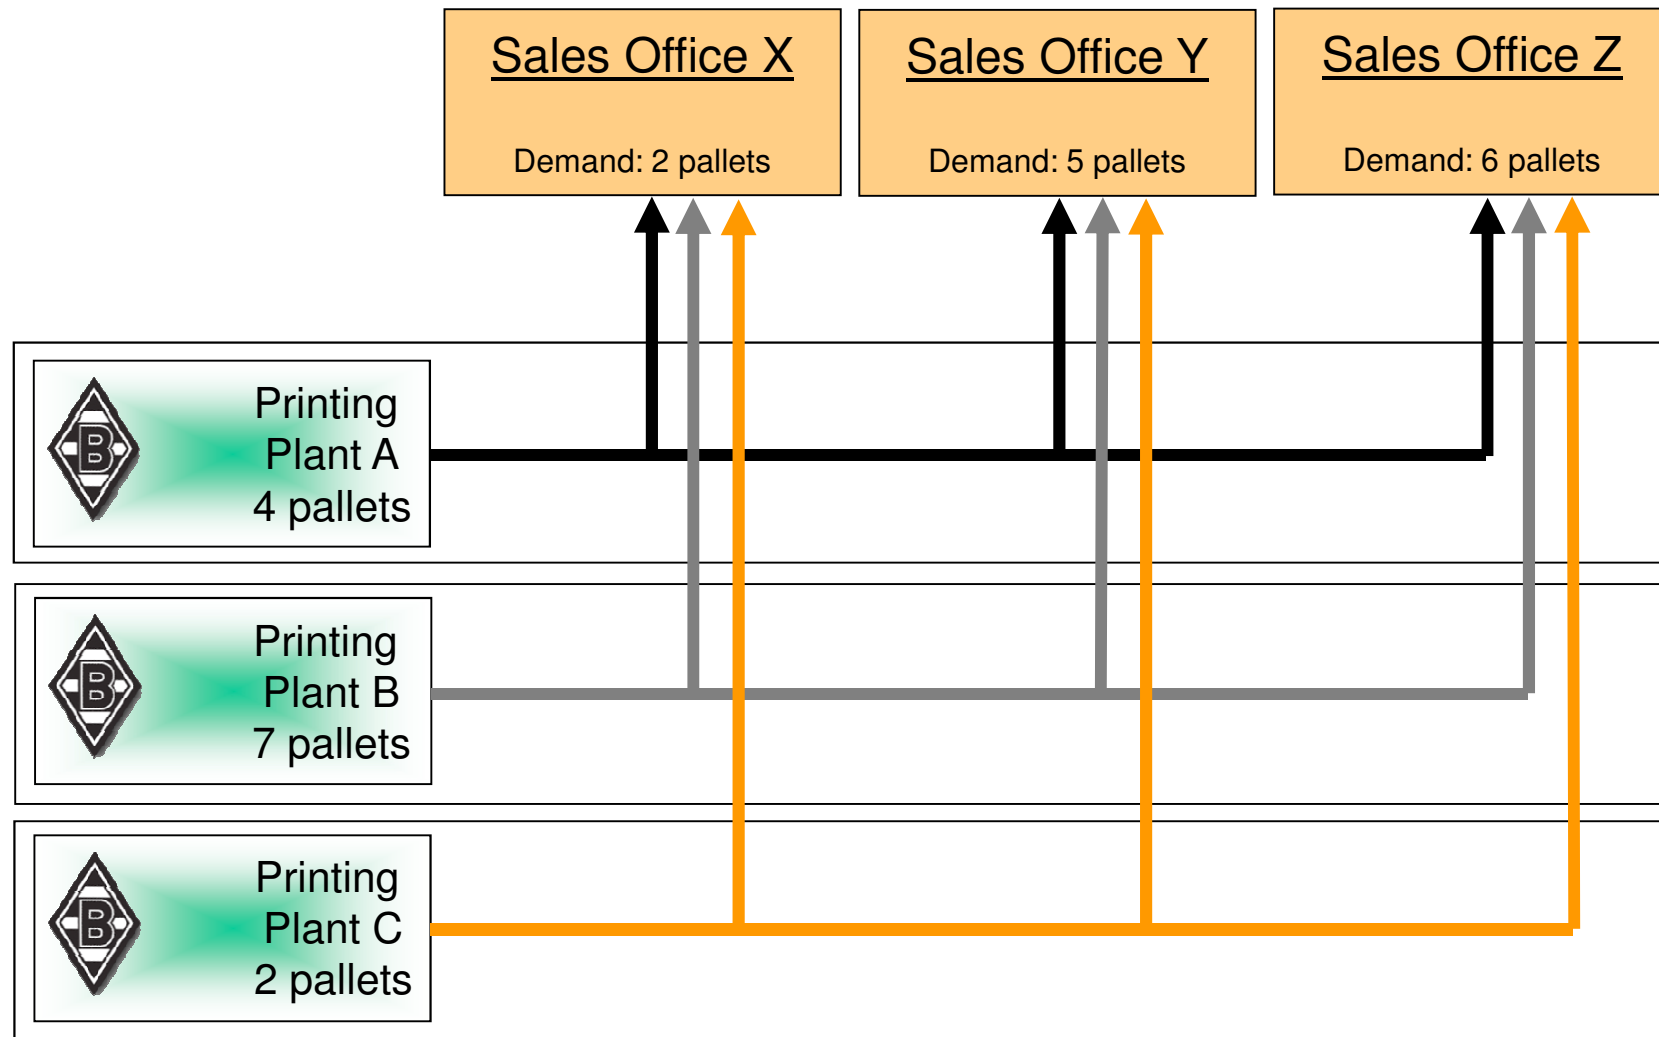 Sales Office X
Demand: 2 pallets
Sales Office Y
Demand: 5 pallets
Sales Office Z
Demand: 6 pallets
B
Printing
Plant A
4 pallets
B
Printing
Plant B
7 pallets
B
Printing
Plant C
2 pallets